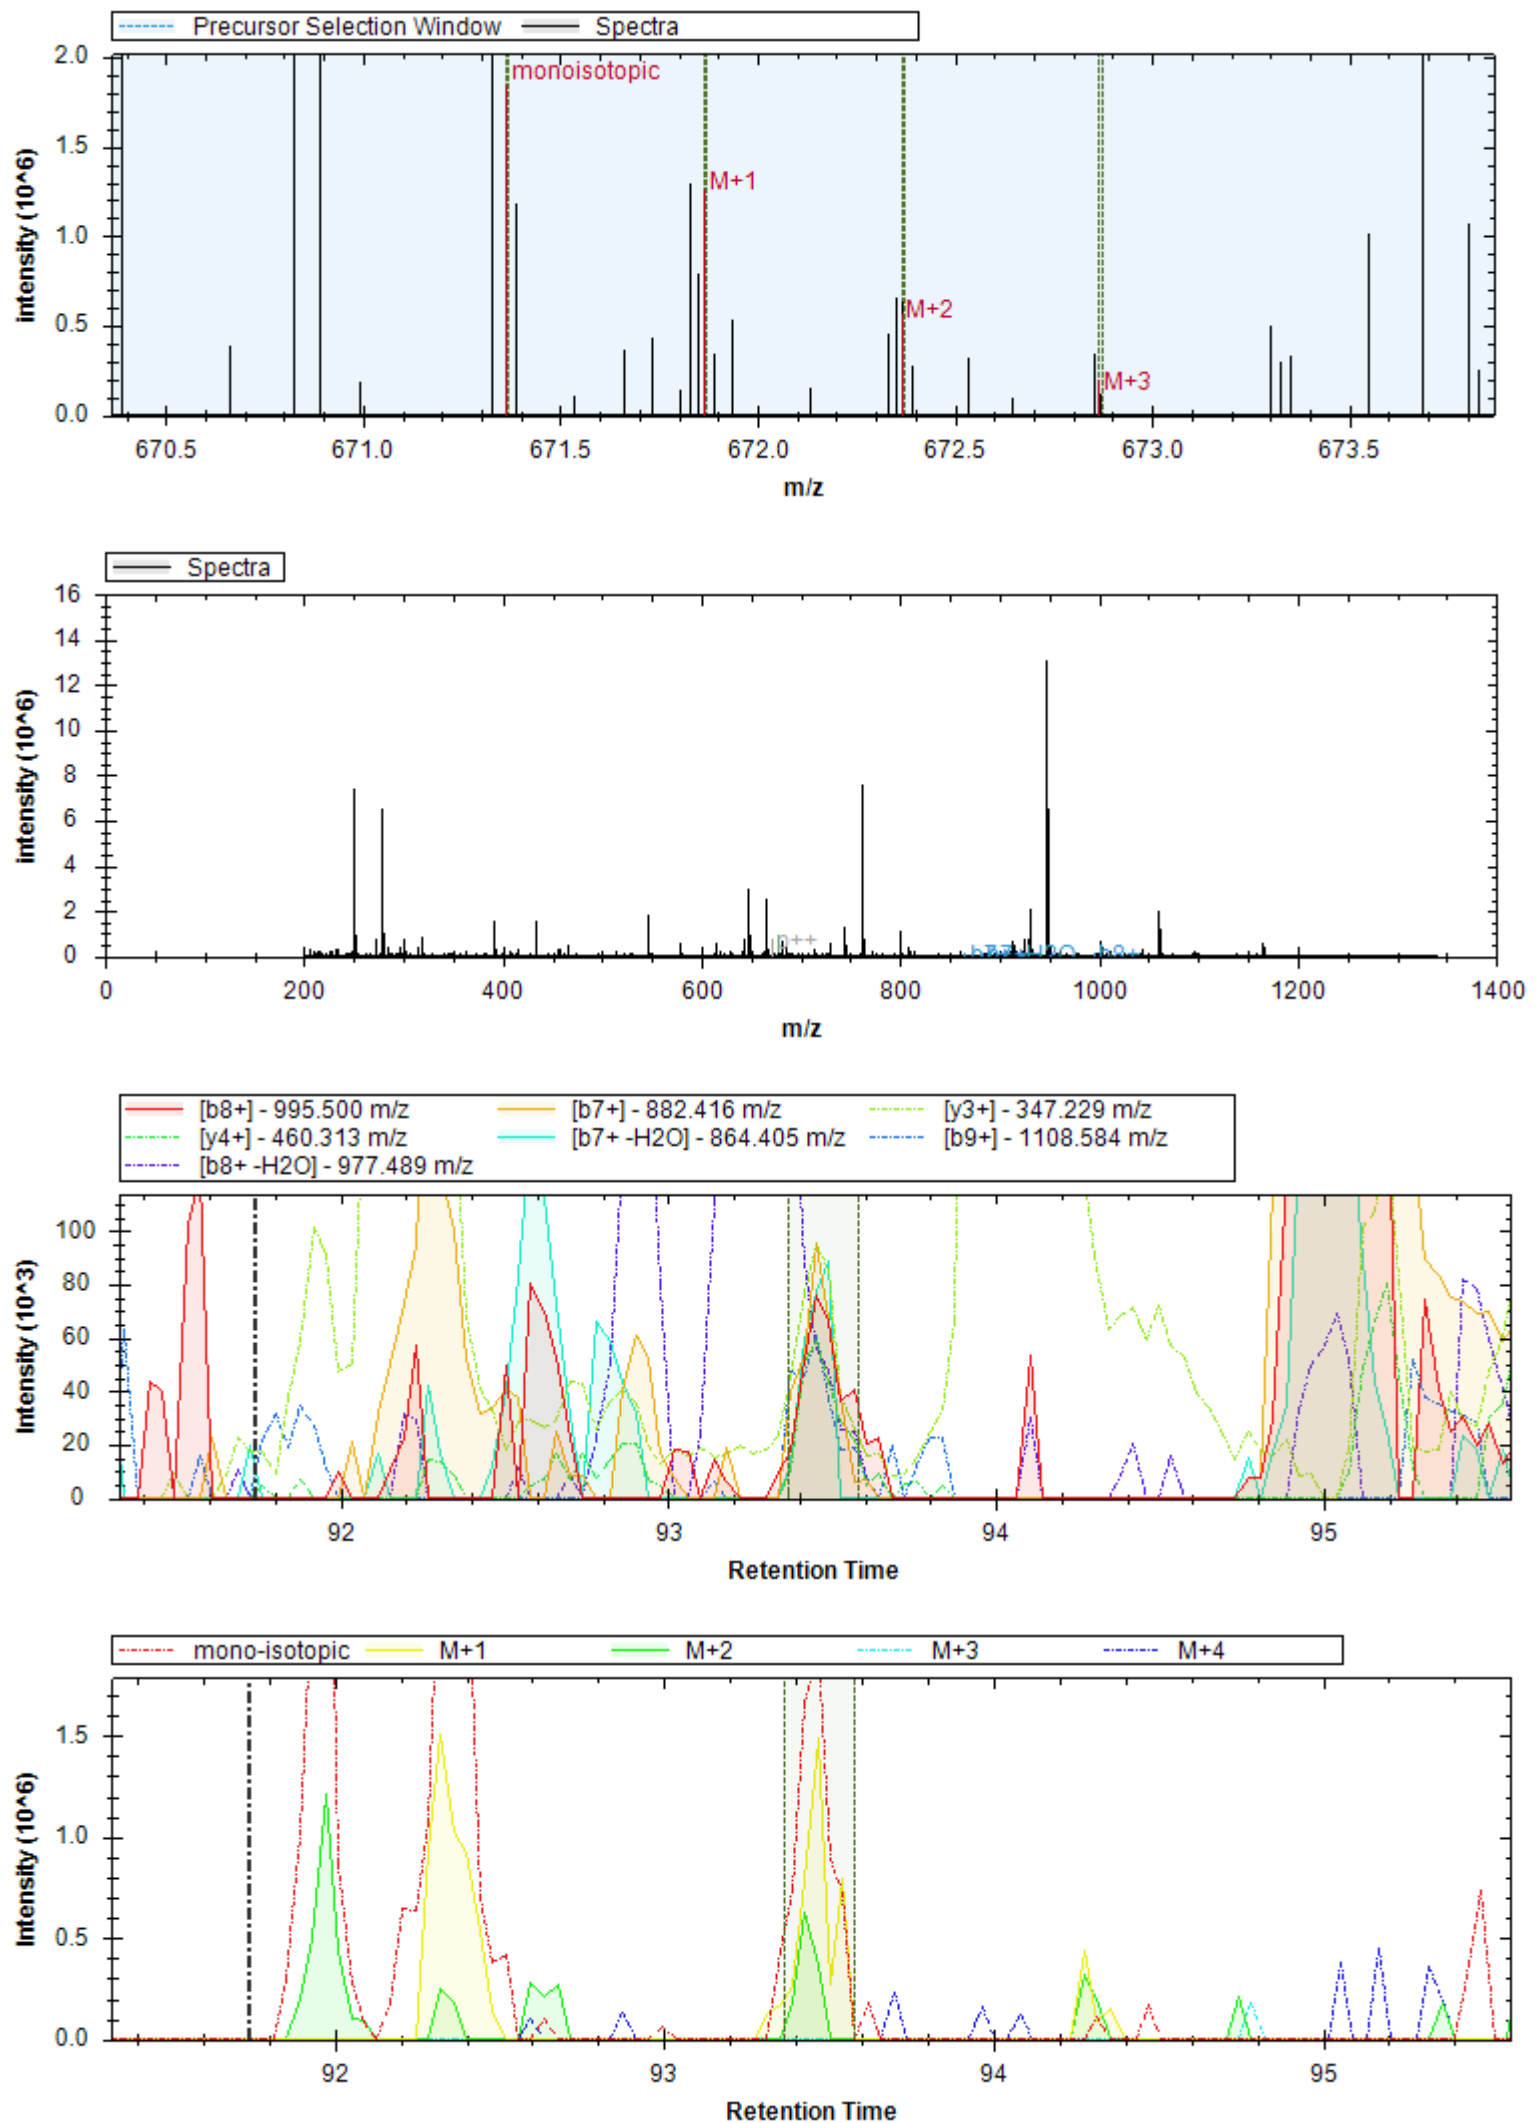 Precursor Selection Window Spectra
2.0
monoisotopic
1.5
M+1
1.0
M+2
0.5
M+3
0.0
670.5 671.0 671.5 672.0 672.5 673.0 673.5
intensity (10^6)
m/z
Spectra
16
14
12
10
8
6
4
2
0
0 200 400 600 800 1000 1200 1400
intensity (10^6)
m/z
[b8+] - 995.500 m/z [b7+] - 882.416 m/z [y3+] - 347.229 m/z
[y4+] - 460.313 m/z [b7+ -H2O] - 864.405 m/z [b9+] - 1108.584 m/z
[b8+ -H2O] - 977.489 m/z
100
80
60
40
20
0
92 93 94 95
Intensity (10^3)
Retention Time
mono-isotopic M+1 M+2 M+3 M+4
1.5
1.0
0.5
0.0
92 93 94 95
Intensity (10^6)
Retention Time